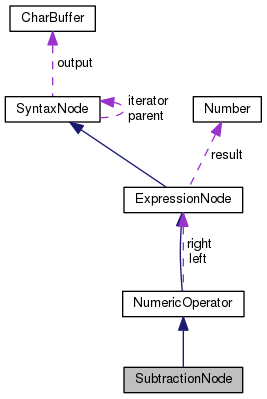 CharBuffer
output
SyntaxNode
iterator
parent
Number
result
ExpressionNode
right
left
NumericOperator
SubtractionNode